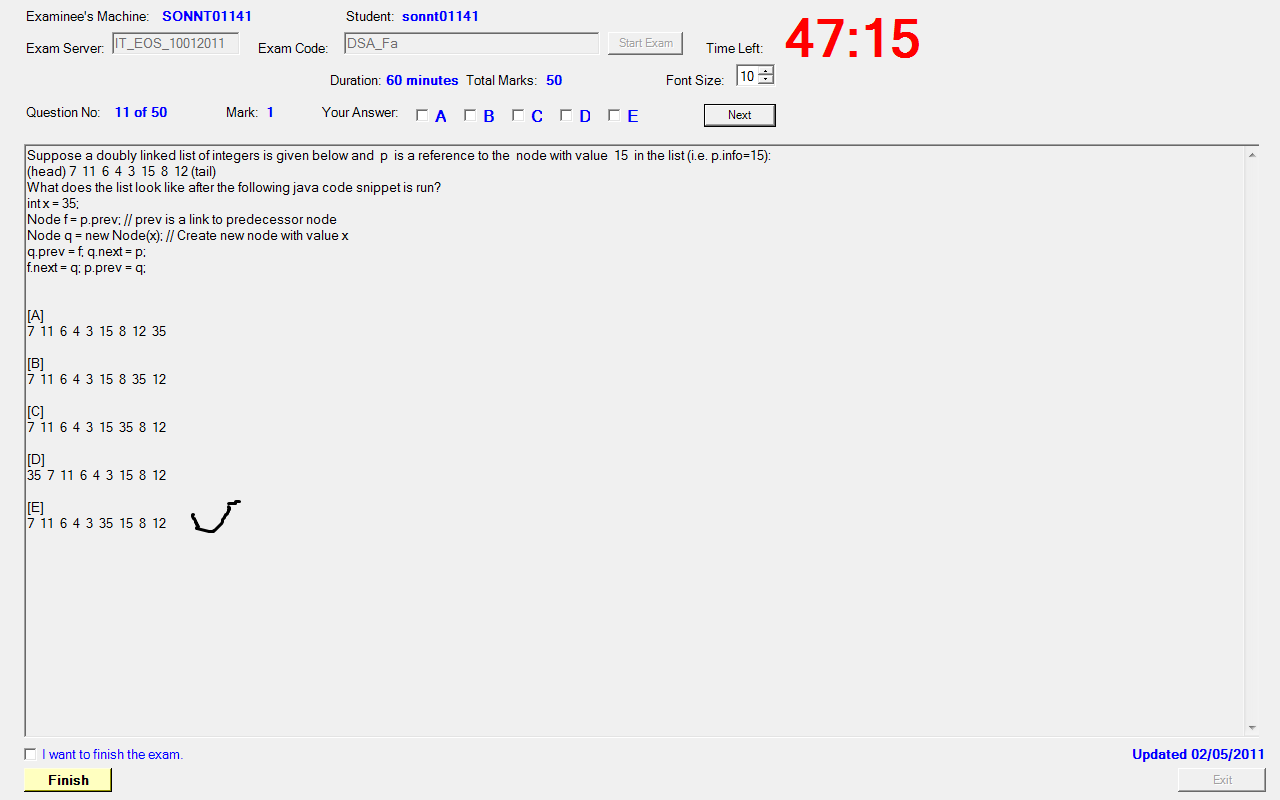 Examinee's Machine: SONNT01141 Student: sonnt01141
Exam Server: IT_EOS_10012011 Exam Code: DSA_Fa Start Exam Time Left: 47:15
Duration: 60 minutes Total Marks: 50 Font Size: 10
Question No: 11 of 50 Mark: 1 Your Answer: A B C D E Next
Suppose a doubly linked list of integers is given below and p is a reference to the node with value 15 in the list (i.e. p.info=15):
(head) 7 11 6 4 3 15 8 12 (tail)
What does the list look like after the following java code snippet is run?
int x = 35;
Node f = p.prev; // prev is a link to predecessor node
Node q = new Node(x); // Create new node with value x
q.prev = f; q.next = p;
f.next = q; p.prev = q;
[A]
7 11 6 4 3 15 8 12 35
[B]
7 11 6 4 3 15 8 35 12
[C]
7 11 6 4 3 15 35 8 12
[D]
35 7 11 6 4 3 15 8 12
[E]
7 11 6 4 3 35 15 8 12
I want to finish the exam. Updated 02/05/2011
Finish Exit